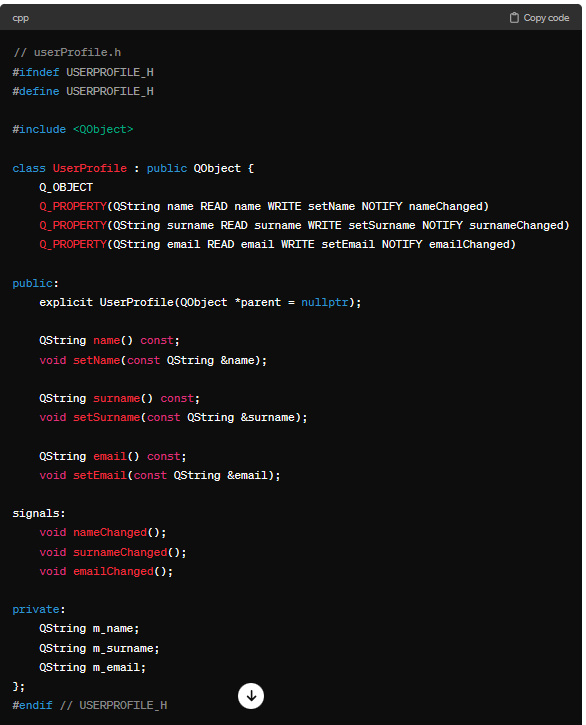 cpp
Copy code
// userProfile.h
#ifndef USERPROFILE_H
#define USERPROFILE_H
#include <QObject>
class UserProfile : public QObject {
Q_OBJECT
Q_PROPERTY(QString name READ name WRITE setName NOTIFY nameChanged)
Q_PROPERTY(QString surname READ surname WRITE setSurname NOTIFY surnameChanged)
Q_PROPERTY(QString email READ email WRITE setEmail NOTIFY emailChanged)
public:
explicit UserProfile(QObject *parent = nullptr);
QString name() const;
void setName(const QString &name);
QString surname() const;
void setSurname(const QString &surname);
QString email() const;
void setEmail(const QString &email);
signals:
void nameChanged();
void surnameChanged();
void emailChanged();
private:
QString m_name;
QString m_surname;
QString m_email;
};
#endif // USERPROFILE_H